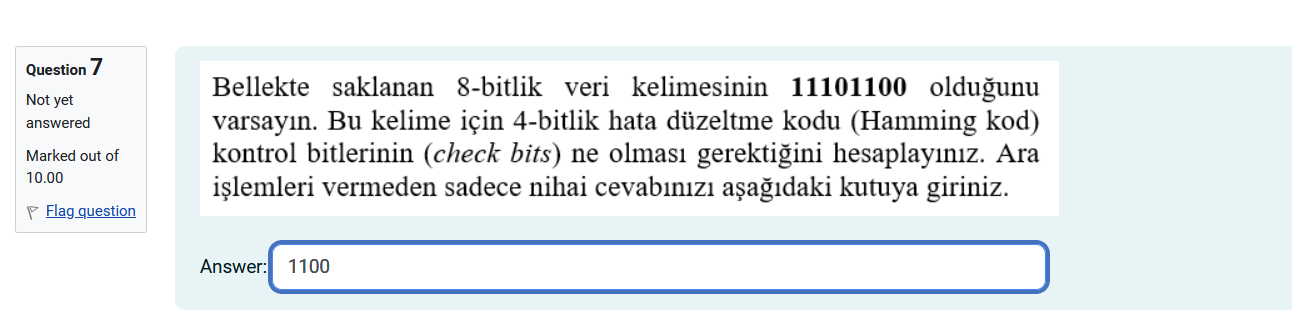 Question 7
Not yet
answered
Marked out of
10.00
Flag question
Bellekte saklanan 8-bitlik veri kelimesinin 11101100 olduğunu
varsayın. Bu kelime için 4-bitlik hata düzeltme kodu (Hamming kod)
kontrol bitlerinin (check bits) ne olması gerektiğini hesaplayınız. Ara
işlemleri vermeden sadece nihai cevabınızı aşağıdaki kutuya giriniz.
Answer: 1100